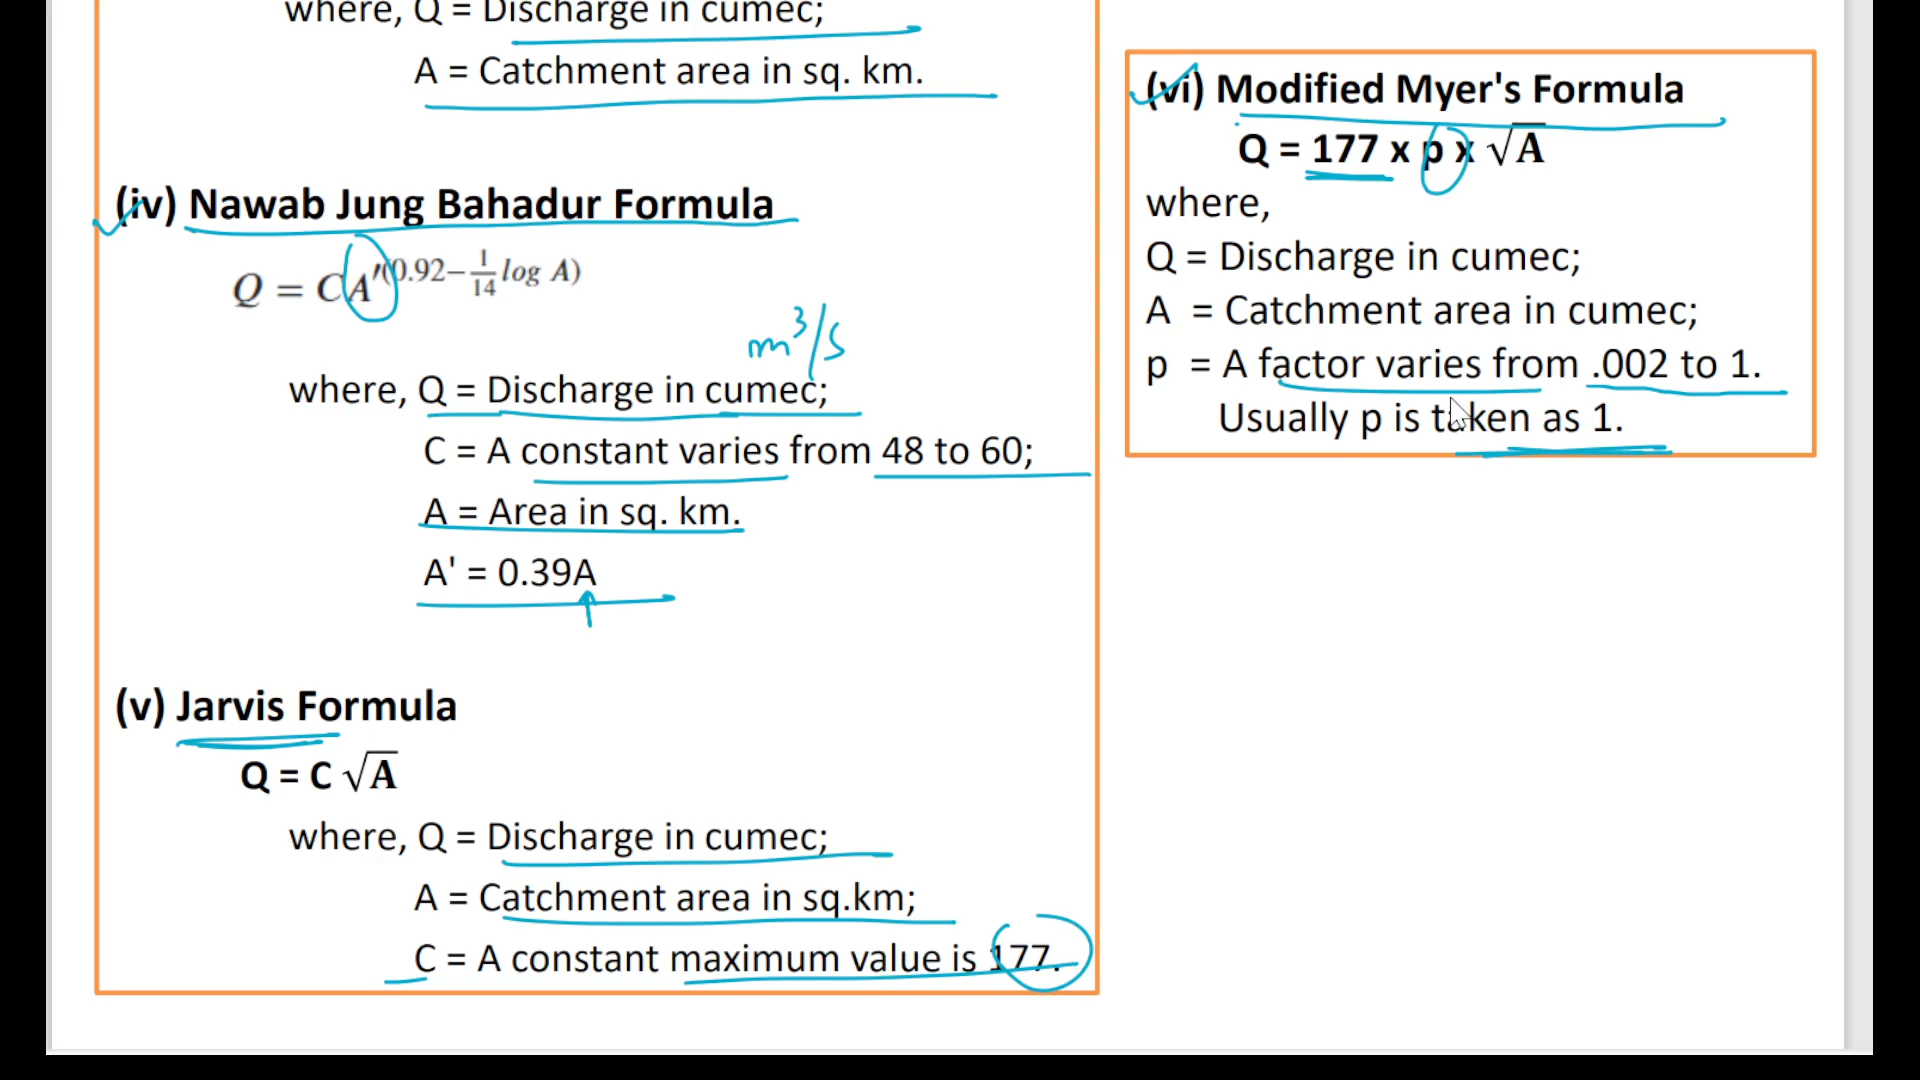 where, Q = Discharge in cumec;
A = Catchment area in sq. km.
(iv) Nawab Jung Bahadur Formula
Q = CA′(0.92−1/14 log A)
m³/s
where, Q = Discharge in cumec;
C = A constant varies from 48 to 60;
A = Area in sq. km.
A' = 0.39A
(v) Jarvis Formula
Q = C √A
where, Q = Discharge in cumec;
A = Catchment area in sq.km;
C = A constant maximum value is 177.
(vi) Modified Myer's Formula
Q = 177 x p x √A
where,
Q = Discharge in cumec;
A = Catchment area in cumec;
p = A factor varies from .002 to 1.
Usually p is taken as 1.